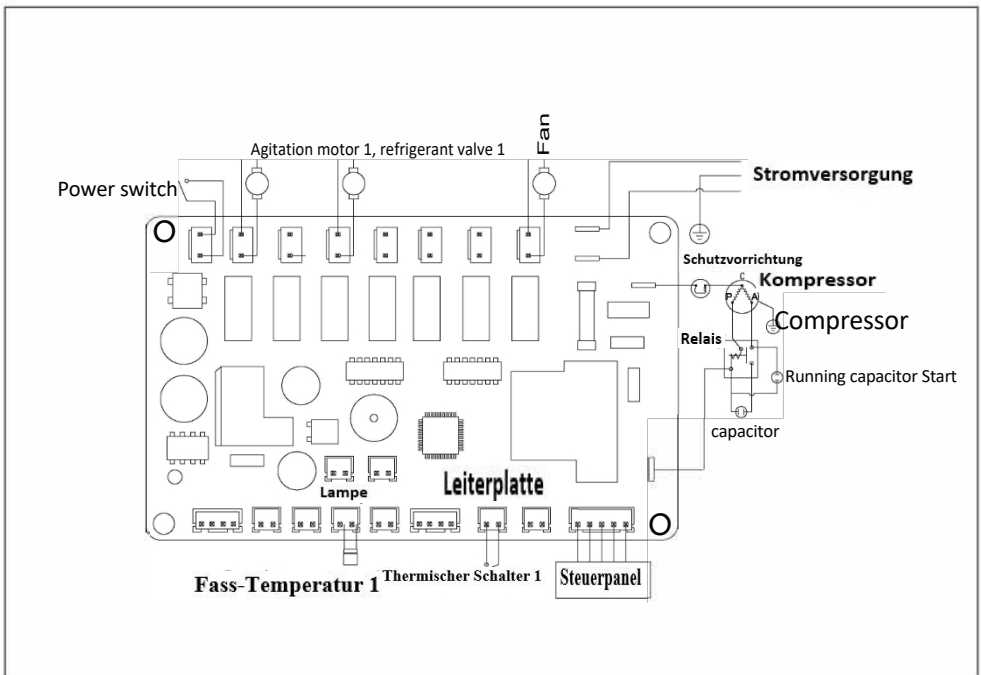 Fan
Agitation motor 1, refrigerant valve 1
Power switch
Stromversorgung
Schutzvorrichtung
C
Kompressor
P A
Compressor
Relais
Running capacitor Start
capacitor
Leiterplatte
Lampe
Fass-Temperatur 1
Thermischer Schalter 1
Steuerpanel